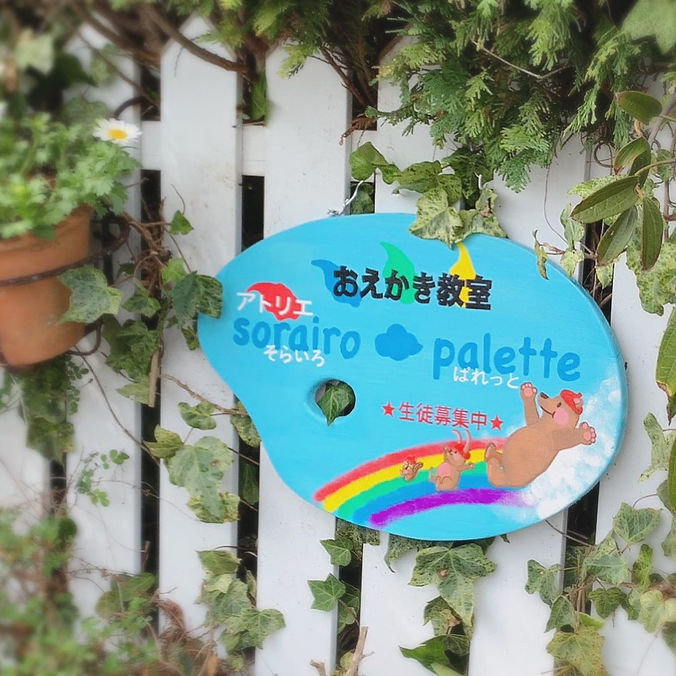 おえかき教室
アトリエ
sorairo palette
そらいろ ぱれっと
★生徒募集中★